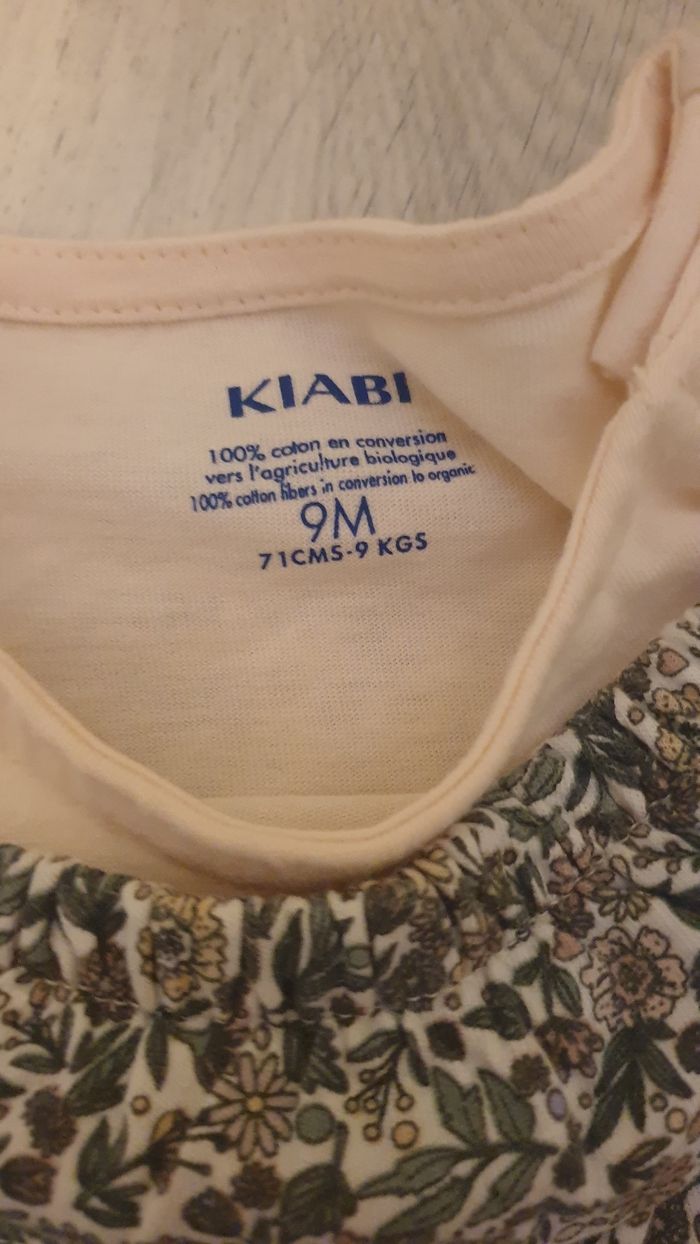 KIABI
100% coton en conversion
vers l'agriculture biologique
100% cotton fibers in conversion to organic
9M
71CMS-9 KGS